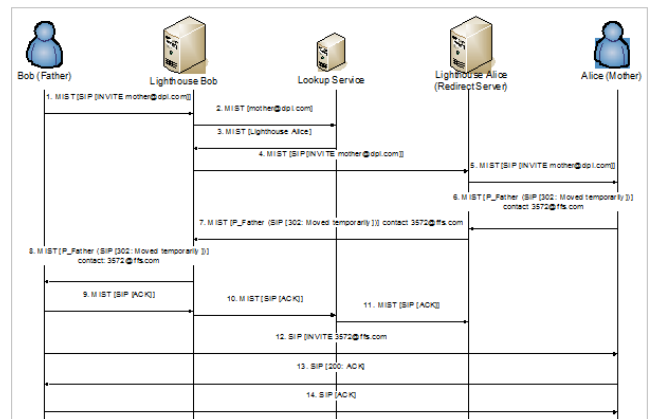 Bob (Father)
Lighthouse Bob
Lookup Service
Lighthouse Alice
(Redirect Server)
Alice (Mother)
1. MIST [SIP [INVITE mother@dpl.com]]
2. MIST [mother@dpl.com]
3. MIST [Lighthouse Alice]
4. MIST [SIP [INVITE mother@dpl.com]]
5. MIST [SIP [INVITE mother@dpl.com]]
6. MIST [P_Father (SIP [302: Moved temporarily ])]
contact 3572@ffs.com
7. MIST [P_Father (SIP [302: Moved temporarily ])] contact 3572@ffs.com
8. MIST [P_Father (SIP [302: Moved temporarily ])]
contact: 3572@ffs.com
9. MIST [SIP [ACK]]
10. MIST [SIP [ACK]]
11. MIST [SIP [ACK]]
12. SIP [INVITE 3572@ffs.com
13. SIP [200: ACK]
14. SIP [ACK]